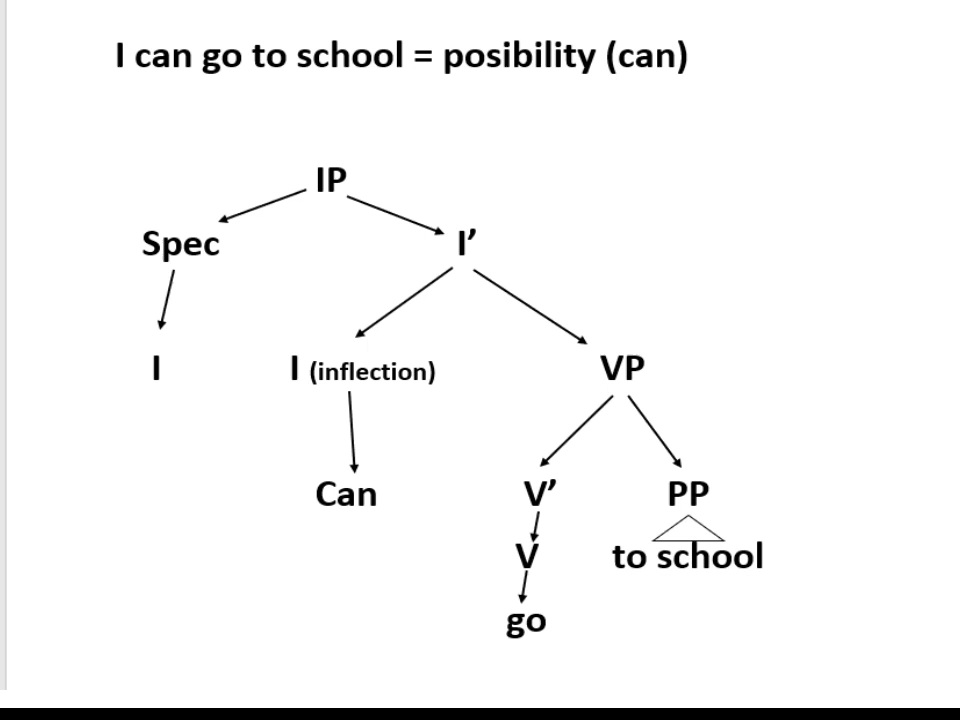 I can go to school = posibility (can)
IP
Spec I’
I I (inflection) VP
Can V’ PP
V to school
go